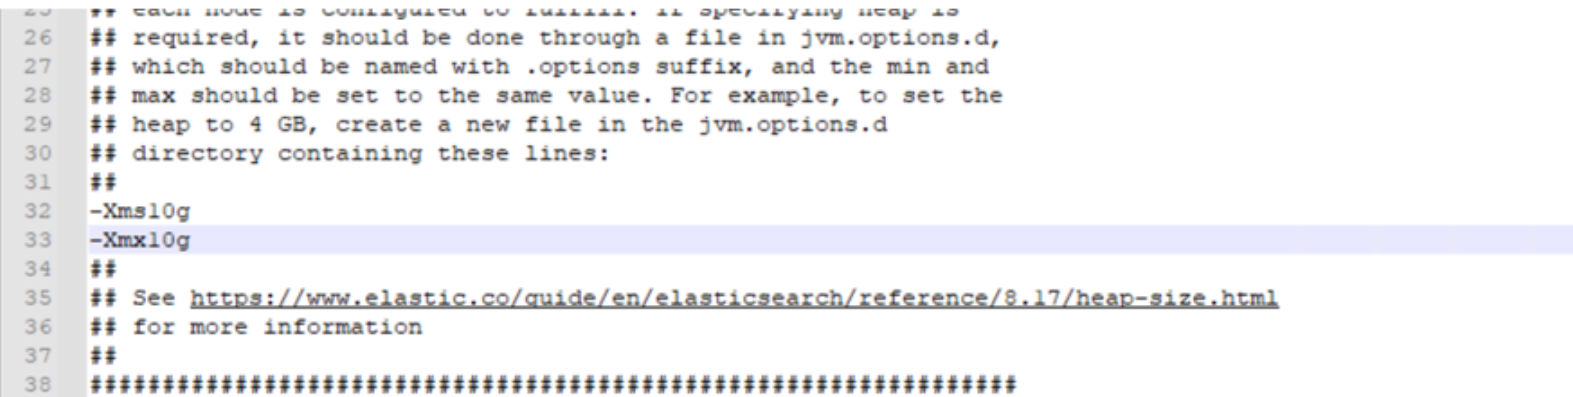 25 ## each node is configured to fulfill. If specifying heap is
26 ## required, it should be done through a file in jvm.options.d,
27 ## which should be named with .options suffix, and the min and
28 ## max should be set to the same value. For example, to set the
29 ## heap to 4 GB, create a new file in the jvm.options.d
30 ## directory containing these lines:
31 ##
32 -Xms10g
33 -Xmx10g
34 ##
35 ## See https://www.elastic.co/guide/en/elasticsearch/reference/8.17/heap-size.html
36 ## for more information
37 ##
38 ################################################################